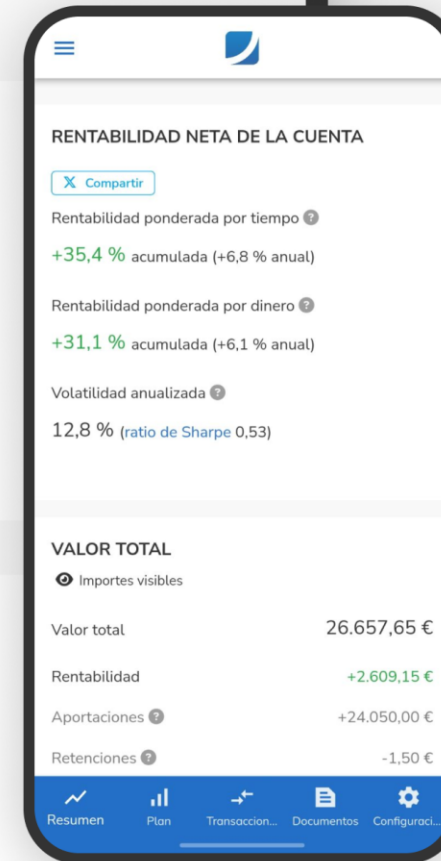 RENTABILIDAD NETA DE LA CUENTA
X Compartir
Rentabilidad ponderada por tiempo ?
+35,4 % acumulada (+6,8 % anual)
Rentabilidad ponderada por dinero ?
+31,1 % acumulada (+6,1 % anual)
Volatilidad anualizada ?
12,8 % (ratio de Sharpe 0,53)
VALOR TOTAL
Importes visibles
Valor total 26.657,65 €
Rentabilidad +2.609,15 €
Aportaciones ? +24.050,00 €
Retenciones ? -1,50 €
Resumen Plan Transaccion... Documentos Configuraci...